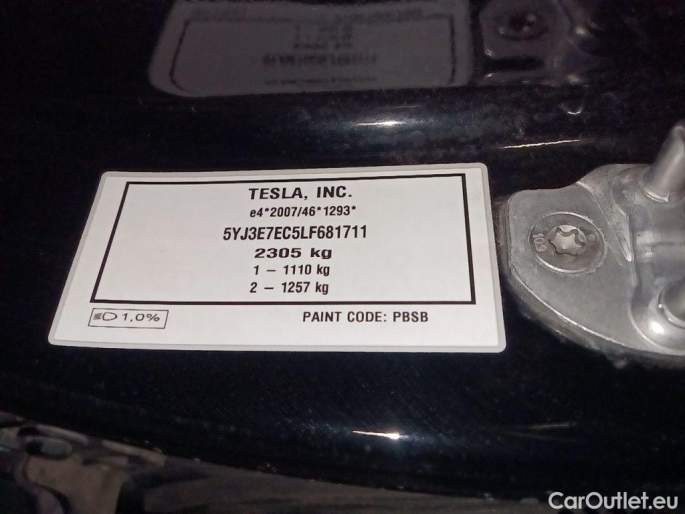 TESLA, INC.
e4*2007/46*1293*
5YJ3E7EC5LF681711
2305 kg
1 – 1110 kg
2 – 1257 kg
1,0%
PAINT CODE: PBSB
CarOutlet.eu